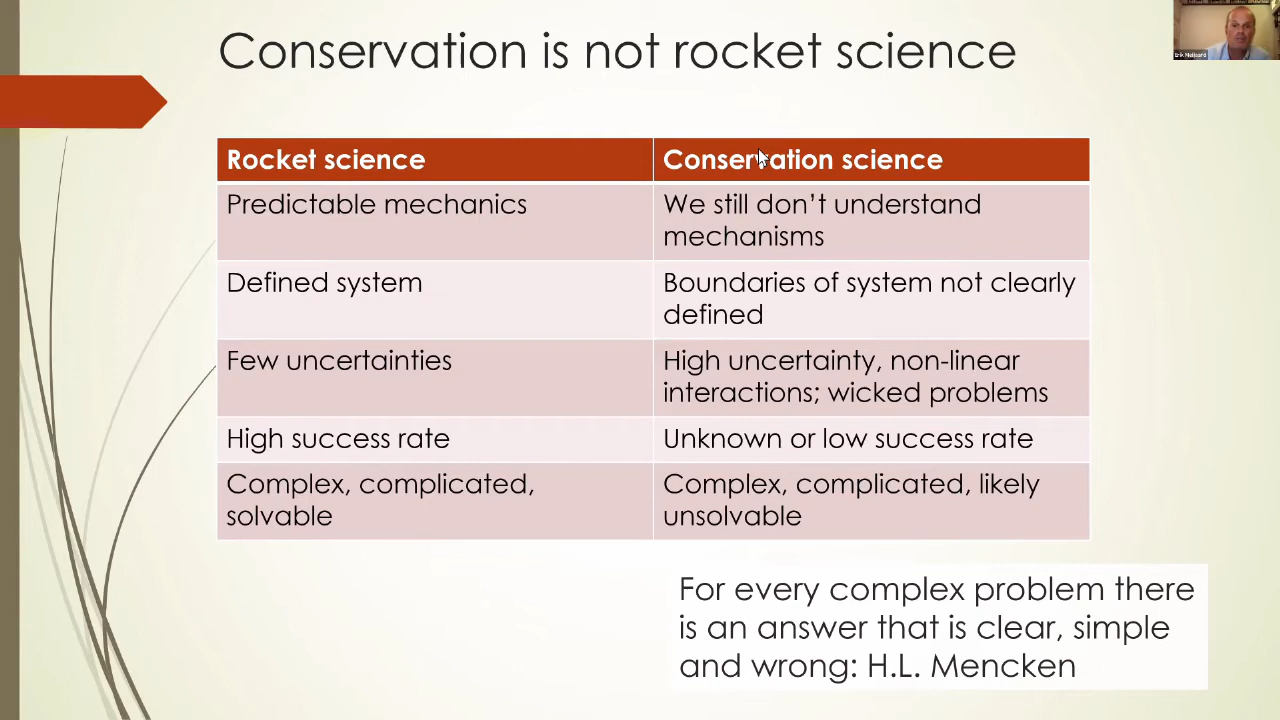 Conservation is not rocket science
Erik Meijaard
Rocket science
Conservation science
Predictable mechanics
We still don’t understand
mechanisms
Defined system
Boundaries of system not clearly
defined
Few uncertainties
High uncertainty, non-linear
interactions; wicked problems
High success rate
Unknown or low success rate
Complex, complicated,
solvable
Complex, complicated, likely
unsolvable
For every complex problem there
is an answer that is clear, simple
and wrong: H.L. Mencken